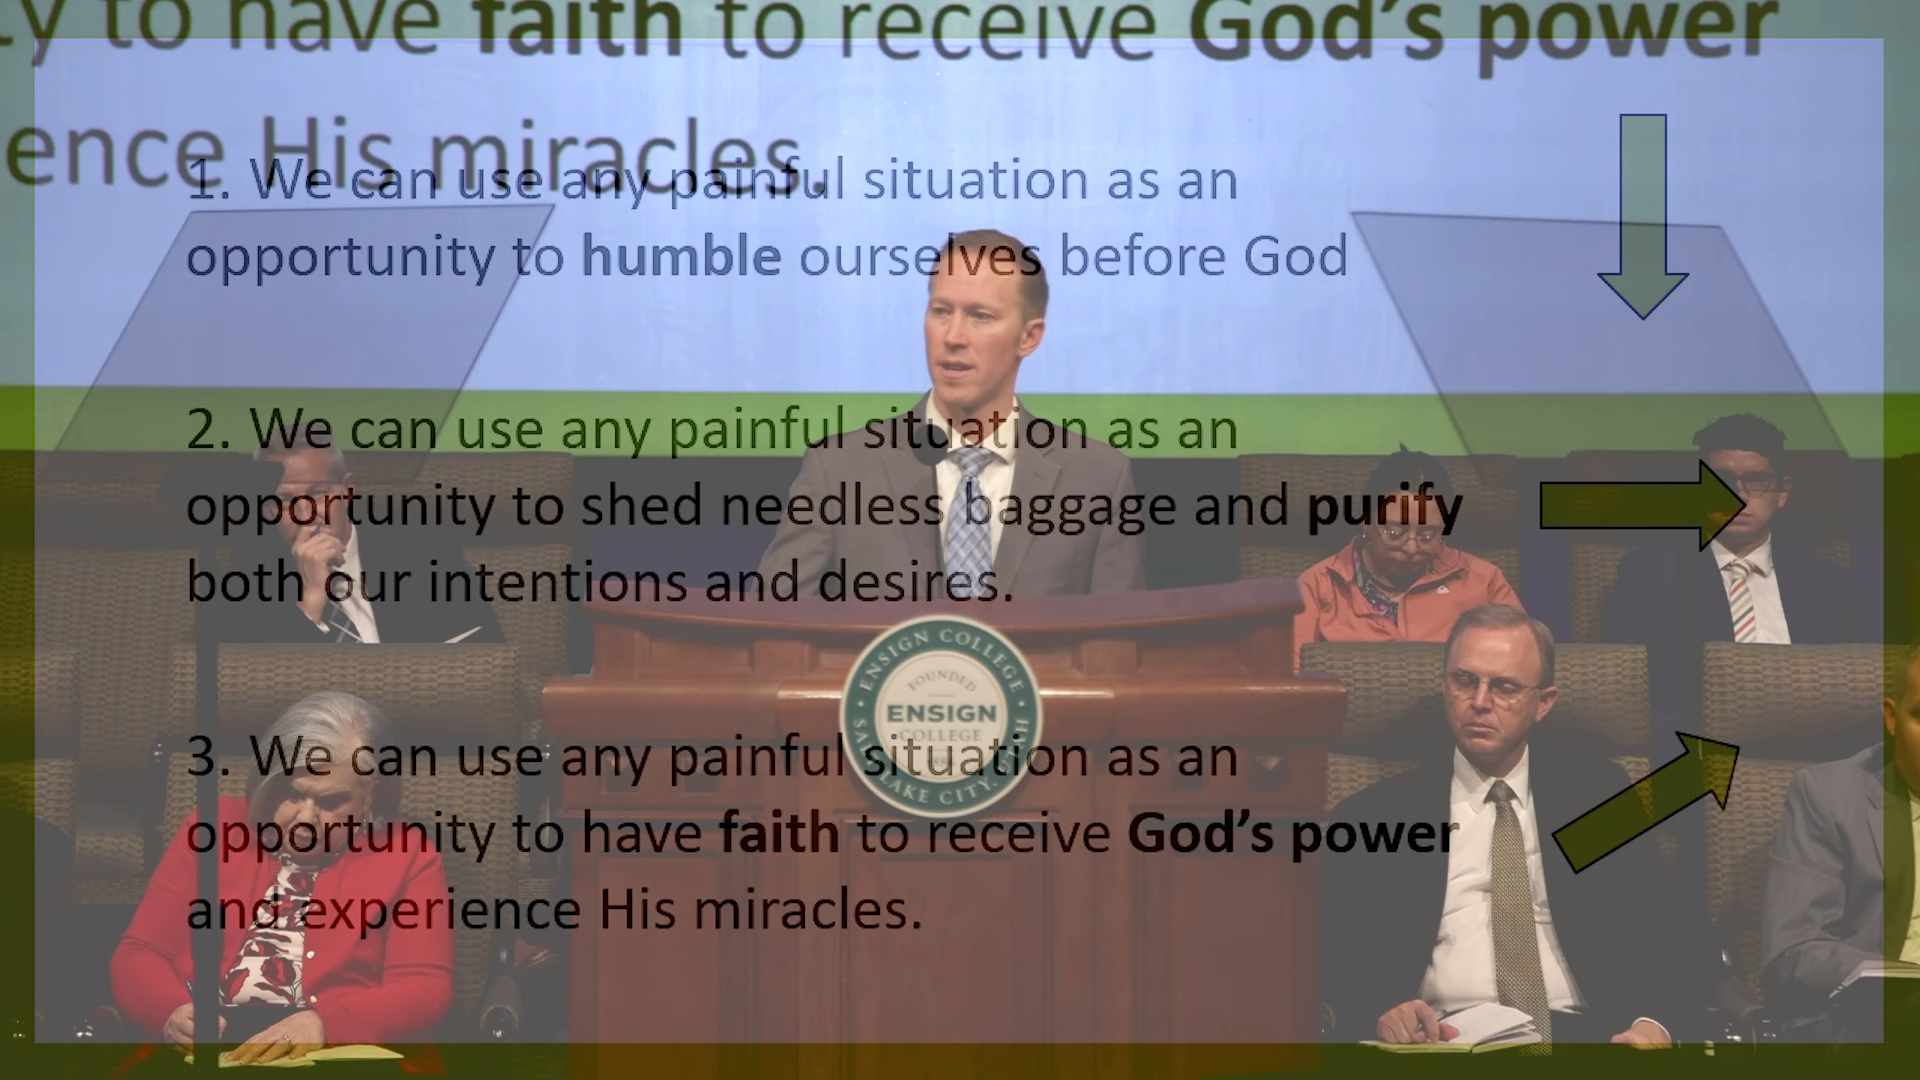 ty to have faith to receive God's power
ence His miracles.
1. We can use any painful situation as an
opportunity to humble ourselves before God
2. We can use any painful situation as an
opportunity to shed needless baggage and purify
both our intentions and desires.
3. We can use any painful situation as an
opportunity to have faith to receive God's power
and experience His miracles.
ENSIGN COLLEGE
FOUNDED
ENSIGN
COLLEGE
SALT LAKE CITY, UTAH